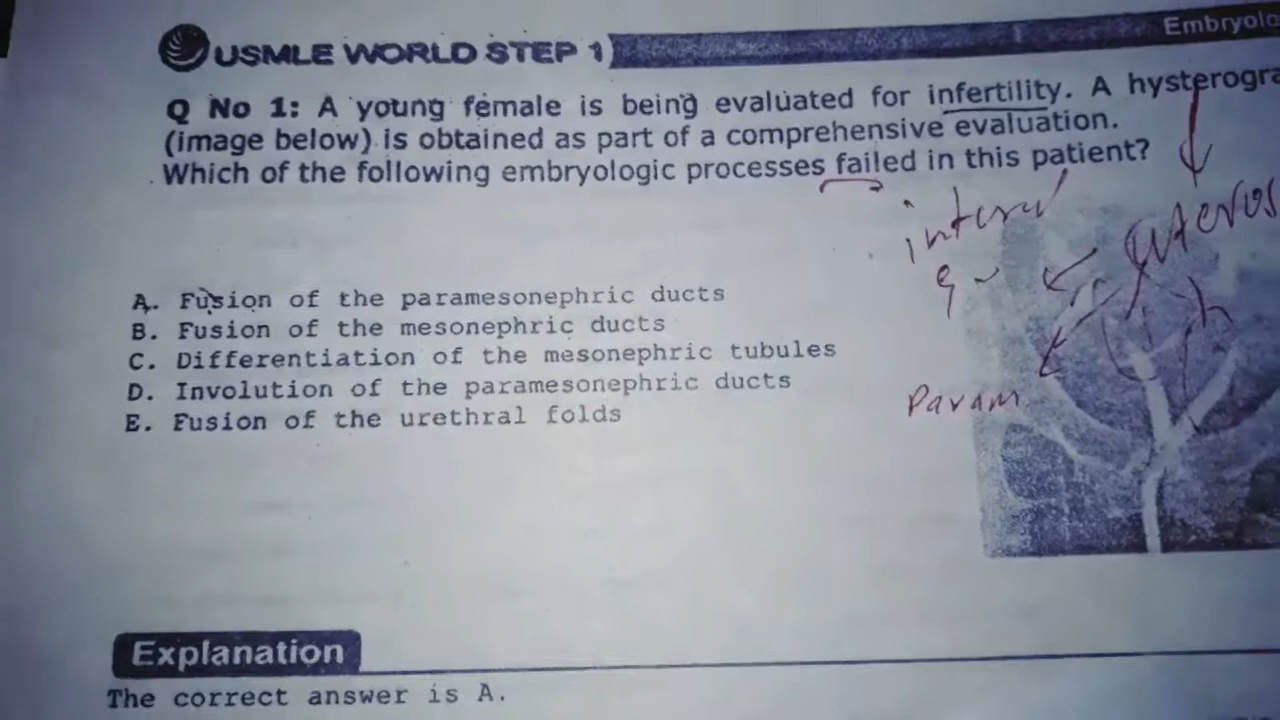 USMLE WORLD STEP 1
Embryolo
Q No 1: A young female is being evaluated for infertility. A hysterogra
(image below) is obtained as part of a comprehensive evaluation.
Which of the following embryologic processes failed in this patient?
interal
uteros
Param
A. Fusion of the paramesonephric ducts
B. Fusion of the mesonephric ducts
C. Differentiation of the mesonephric tubules
D. Involution of the paramesonephric ducts
E. Fusion of the urethral folds
Explanation
The correct answer is A.